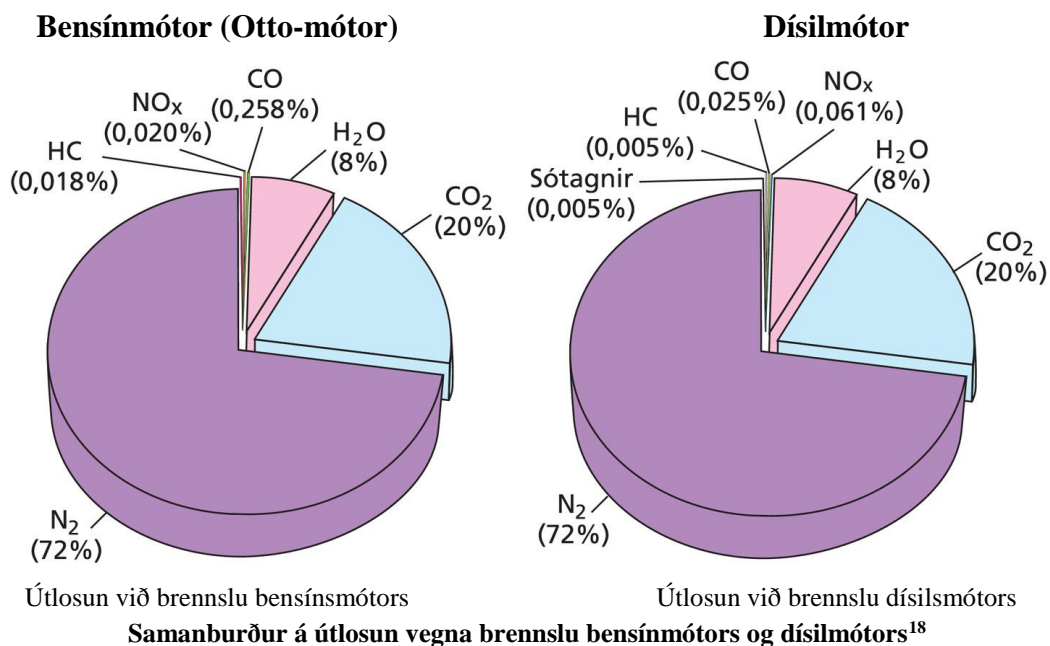 Bensínmótor (Otto-mótor)
CO
(0,258%)
NOx
(0,020%)
HC
(0,018%)
H₂O
(8%)
CO₂
(20%)
N₂
(72%)
Útlosun við brennslu bensínsmótors
Dísilmótor
CO
(0,025%)
NOx
(0,061%)
HC
(0,005%)
Sótagnir
(0,005%)
H₂O
(8%)
CO₂
(20%)
N₂
(72%)
Útlosun við brennslu dísilsmótors
Samanburður á útlosun vegna brennslu bensínmótors og dísilmótors¹⁸